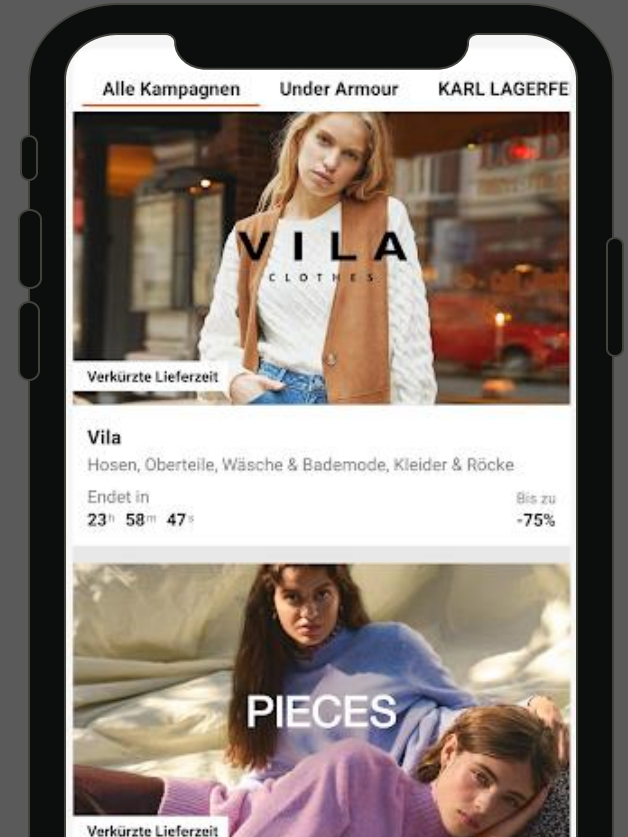 Alle Kampagnen Under Armour KARL LAGERFE
VILA
CLOTHES
Verkürzte Lieferzeit
Vila
Hosen, Oberteile, Wäsche & Bademode, Kleider & Röcke
Endet in Bis zu
23h 58m 47s -75%
PIECES
Verkürzte Lieferzeit